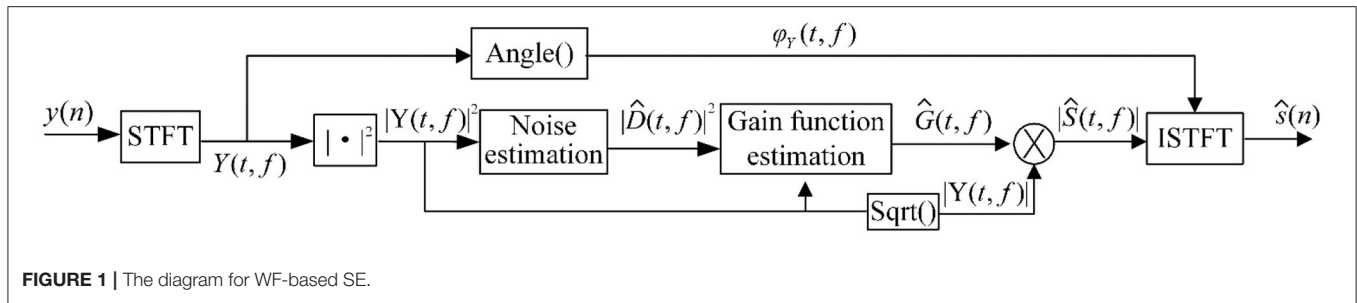 Angle()
φ_Y(t, f)
y(n)
STFT
Y(t, f)
| • |²
|Y(t, f)|²
Noise
estimation
|D̂(t, f)|²
Gain function
estimation
Ĝ(t, f)
|Ŝ(t, f)|
ISTFT
ŝ(n)
Sqrt()
|Y(t, f)|
FIGURE 1 | The diagram for WF-based SE.